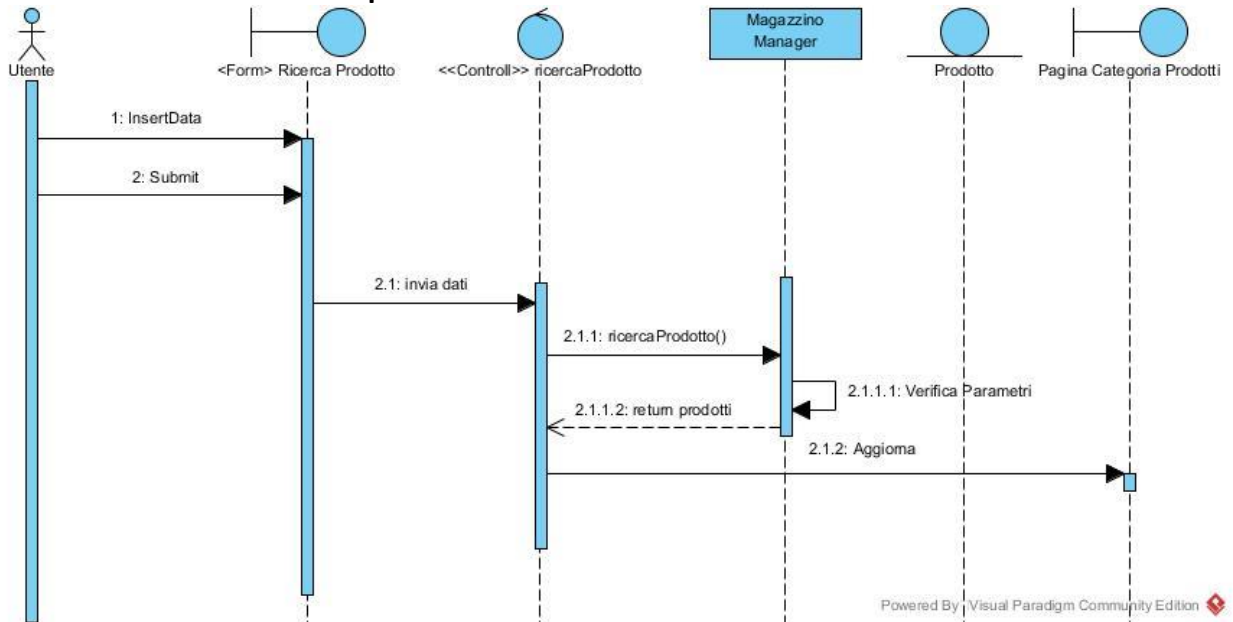 Magazzino
Manager
Utente
<Form> Ricerca Prodotto
<<Controll>> ricercaProdotto
Prodotto
Pagina Categoria Prodotti
1: InsertData
2: Submit
2.1: invia dati
2.1.1: ricercaProdotto()
2.1.1.1: Verifica Parametri
2.1.1.2: return prodotti
2.1.2: Aggiorna
Powered By Visual Paradigm Community Edition